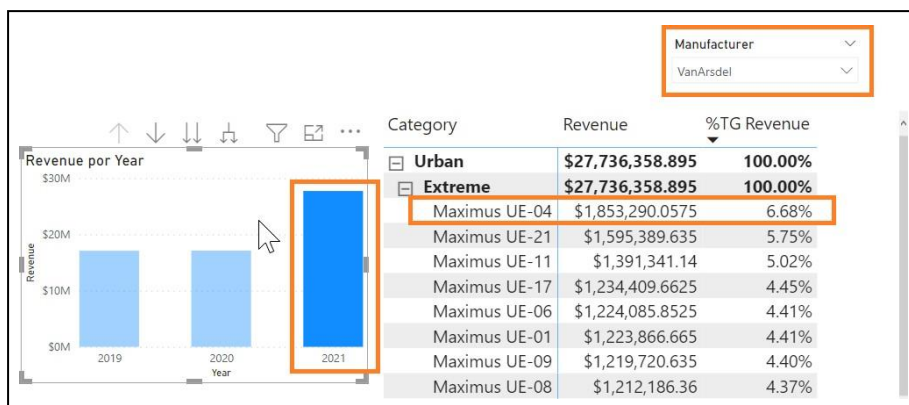 Manufacturer
VanArsdel
Revenue por Year
$30M
$20M
$10M
$0M
Revenue
2019 2020 2021
Year
Category Revenue %TG Revenue
Urban $27,736,358.895 100.00%
Extreme $27,736,358.895 100.00%
Maximus UE-04 $1,853,290.0575 6.68%
Maximus UE-21 $1,595,389.635 5.75%
Maximus UE-11 $1,391,341.14 5.02%
Maximus UE-17 $1,234,409.6625 4.45%
Maximus UE-06 $1,224,085.8525 4.41%
Maximus UE-01 $1,223,866.665 4.41%
Maximus UE-09 $1,219,720.635 4.40%
Maximus UE-08 $1,212,186.36 4.37%